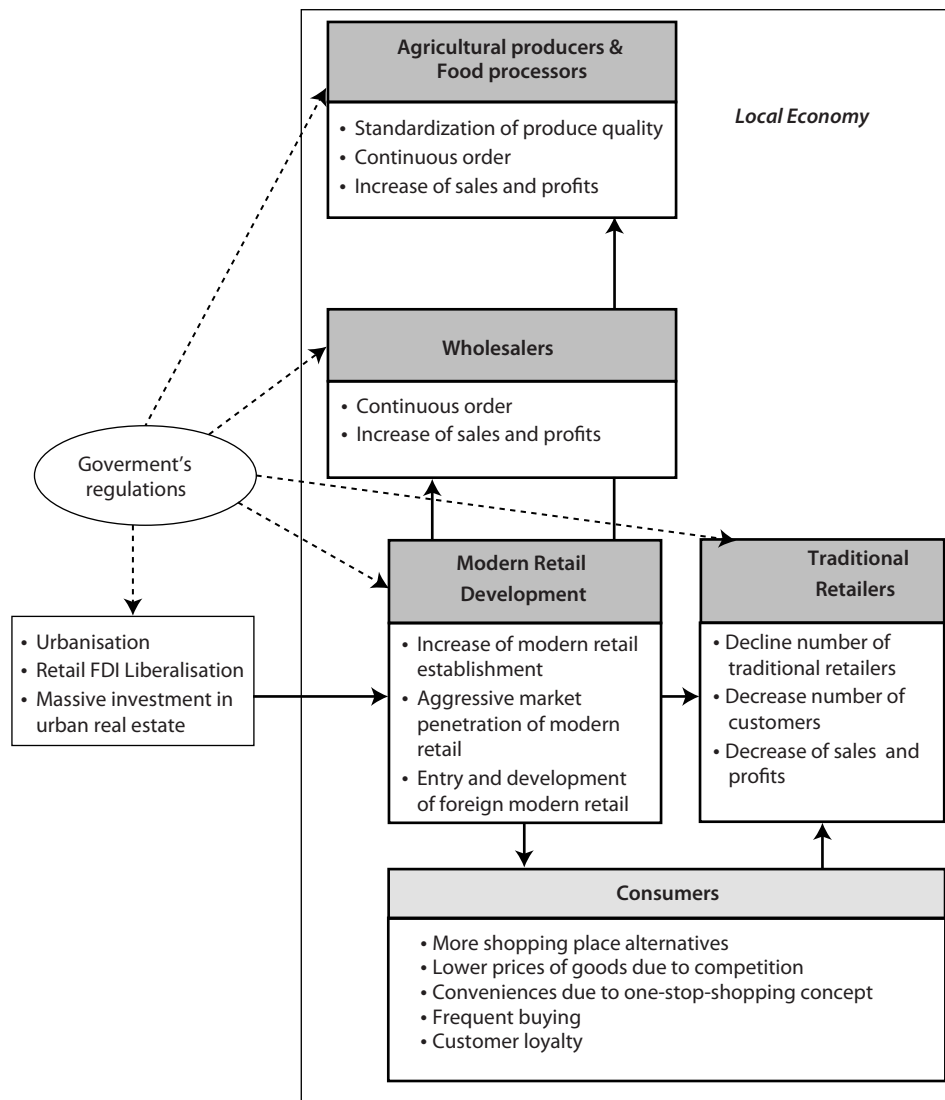 Agricultural producers &
Food processors
• Standardization of produce quality
• Continuous order
• Increase of sales and profits
Local Economy
Wholesalers
• Continuous order
• Increase of sales and profits
Goverment's
regulations
• Urbanisation
• Retail FDI Liberalisation
• Massive investment in
urban real estate
Modern Retail
Development
• Increase of modern retail
establishment
• Aggressive market
penetration of modern
retail
• Entry and development
of foreign modern retail
Traditional
Retailers
• Decline number of
traditional retailers
• Decrease number of
customers
• Decrease of sales and
profits
Consumers
• More shopping place alternatives
• Lower prices of goods due to competition
• Conveniences due to one-stop-shopping concept
• Frequent buying
• Customer loyalty